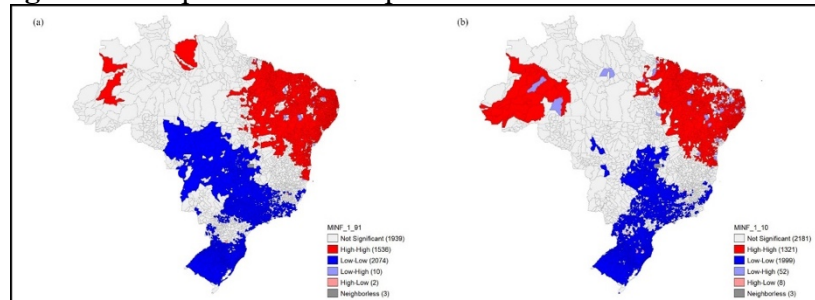 (a)
MINF_1_91
Not Significant (1939)
High-High (1536)
Low-Low (2074)
Low-High (10)
High-Low (2)
Neighborless (3)
(b)
MINF_1_10
Not Significant (2181)
High-High (1321)
Low-Low (1999)
Low-High (52)
High-Low (8)
Neighborless (3)